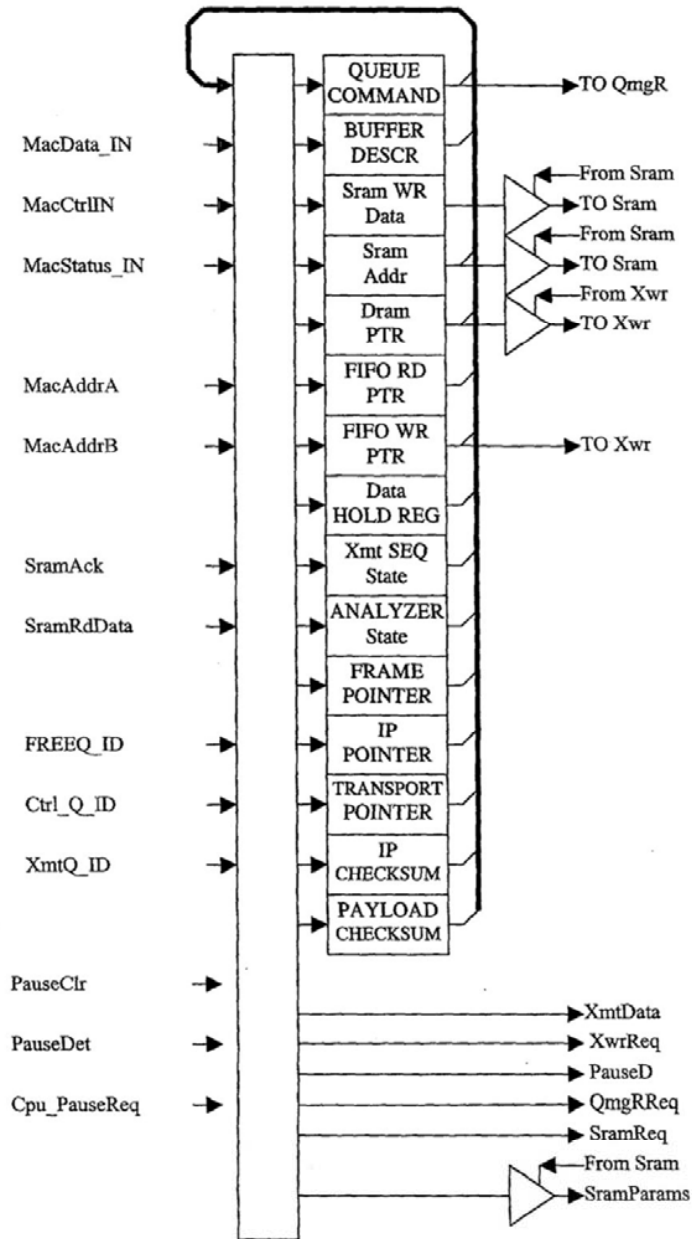 QUEUE
COMMAND
TO QmgR
MacData_IN
BUFFER
DESCR
From Sram
MacCtrlIN
Sram WR
Data
TO Sram
From Sram
MacStatus_IN
Sram
Addr
TO Sram
From Xwr
Dram
PTR
TO Xwr
MacAddrA
FIFO RD
PTR
MacAddrB
FIFO WR
PTR
TO Xwr
Data
HOLD REG
SramAck
Xmt SEQ
State
SramRdData
ANALYZER
State
FRAME
POINTER
FREEQ_ID
IP
POINTER
Ctrl_Q_ID
TRANSPORT
POINTER
XmtQ_ID
IP
CHECKSUM
PAYLOAD
CHECKSUM
PauseClr
XmtData
PauseDet
XwrReq
PauseD
Cpu_PauseReq
QmgRReq
SramReq
From Sram
SramParams